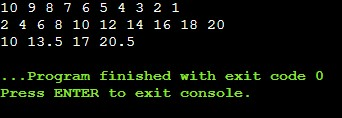 10 9 8 7 6 5 4 3 2 1
2 4 6 8 10 12 14 16 18 20
10 13.5 17 20.5
...Program finished with exit code 0
Press ENTER to exit console.